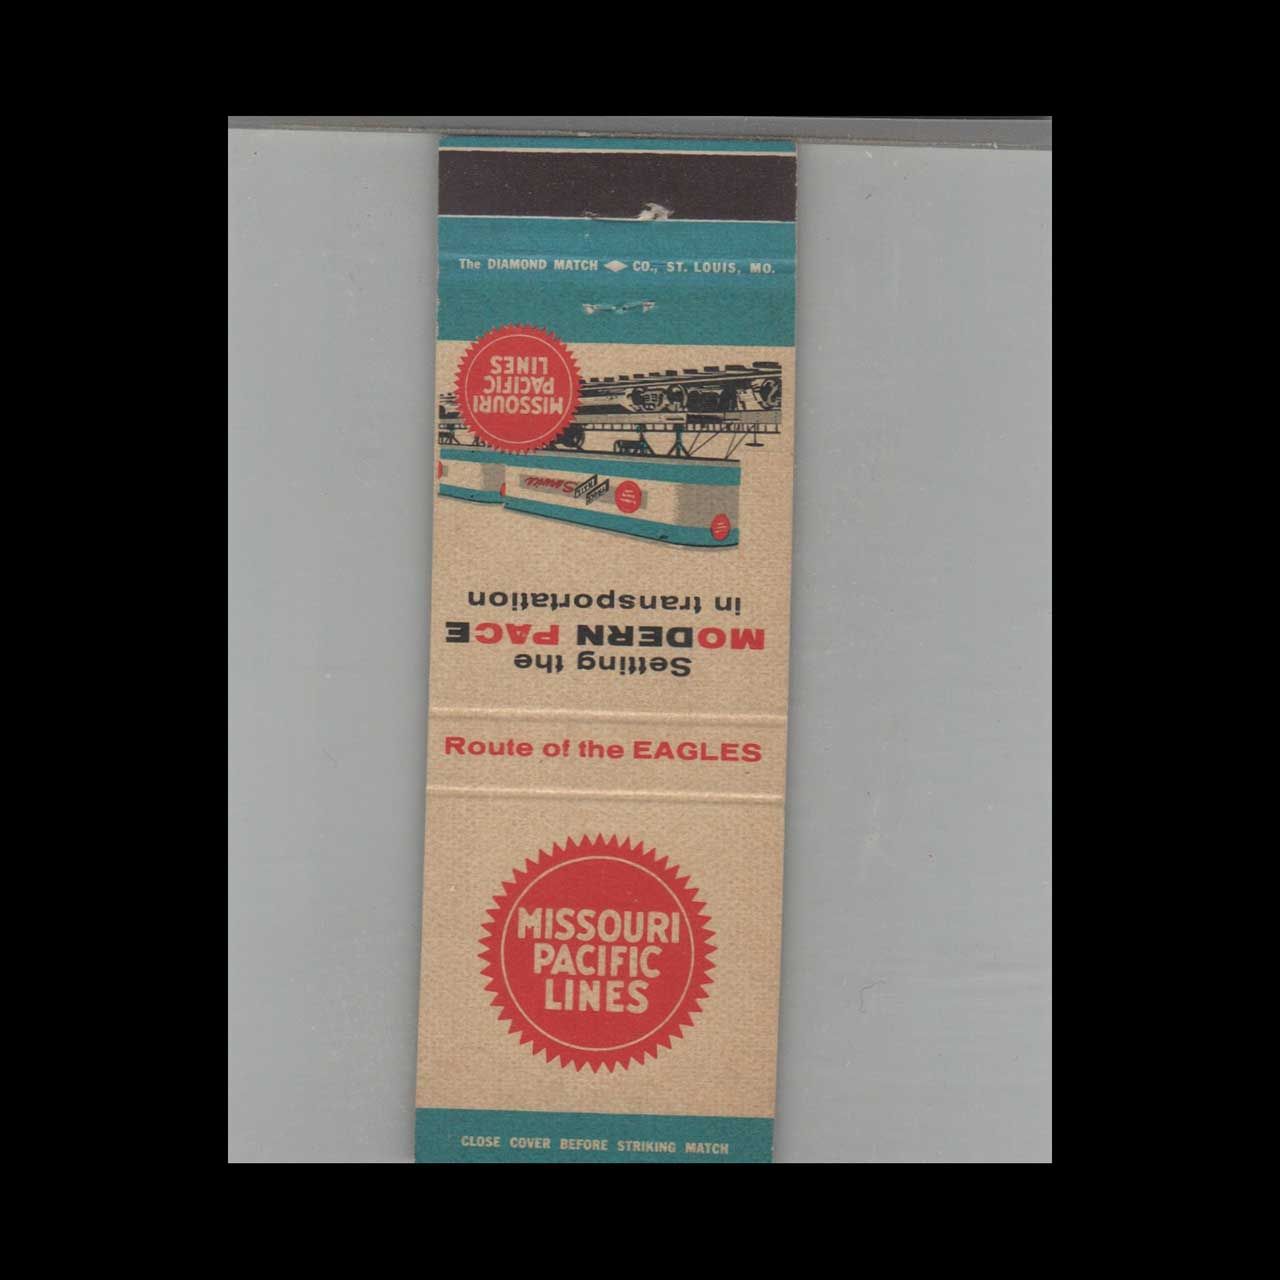 The DIAMOND MATCH CO., ST. LOUIS, MO.
MISSOURI
PACIFIC
LINES
Service
Setting the
MODERN PACE
in transportation
Route of the EAGLES
MISSOURI
PACIFIC
LINES
CLOSE COVER BEFORE STRIKING MATCH